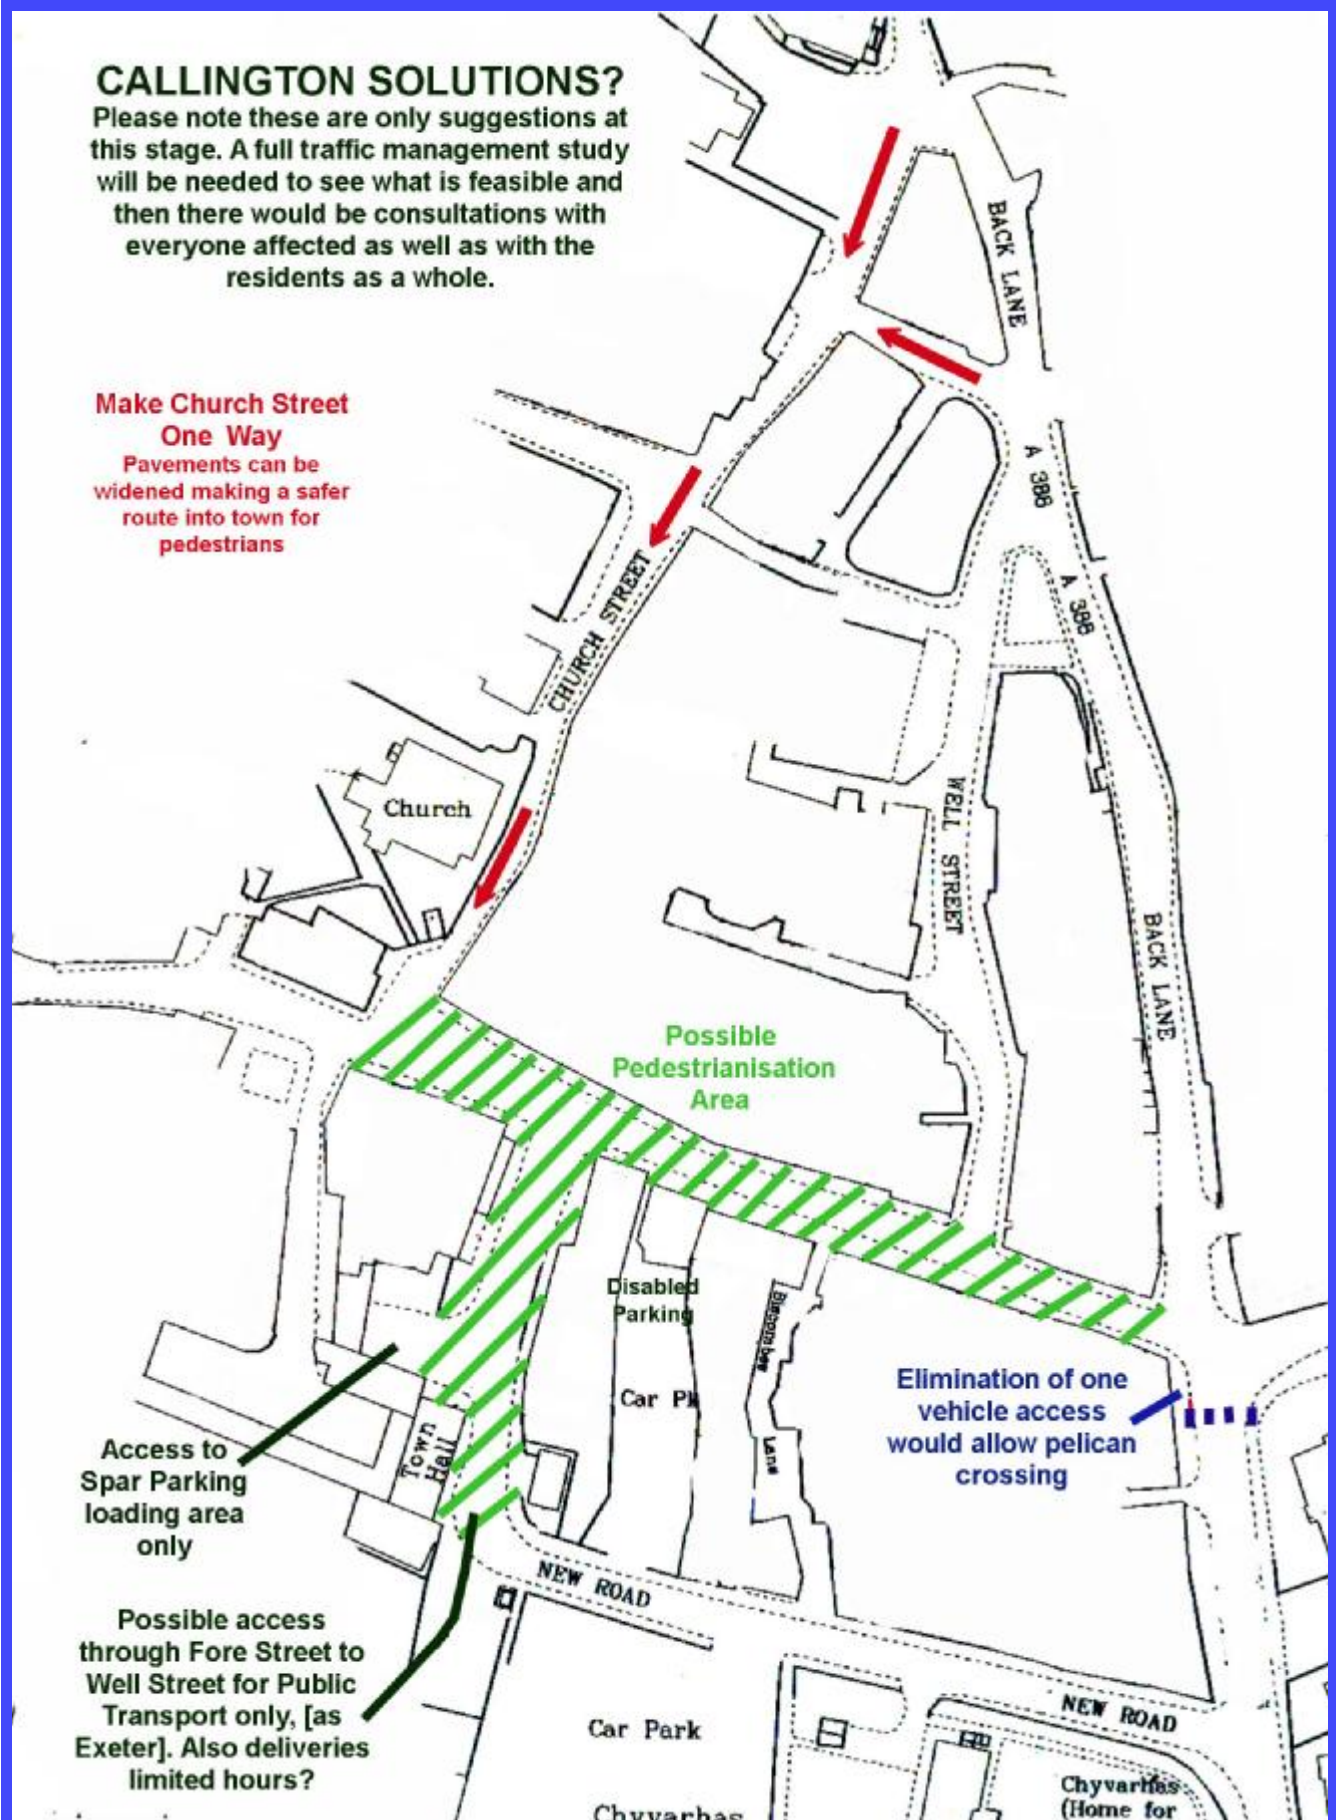 CALLINGTON SOLUTIONS?
Please note these are only suggestions at
this stage. A full traffic management study
will be needed to see what is feasible and
then there would be consultations with
everyone affected as well as with the
residents as a whole.
BACK LANE
Make Church Street
One Way
Pavements can be
widened making a safer
route into town for
pedestrians
A 388
A 388
CHURCH STREET
Church
WELL STREET
BACK LANE
Possible
Pedestrianisation
Area
Disabled
Parking
Lane
Car Pk
Elimination of one
vehicle access
would allow pelican
crossing
Town
Hall
Access to
Spar Parking
loading area
only
NEW ROAD
Possible access
through Fore Street to
Well Street for Public
Transport only, [as
Exeter]. Also deliveries
limited hours?
NEW ROAD
Car Park
Chyvarhas
(Home for
Chyvarhas